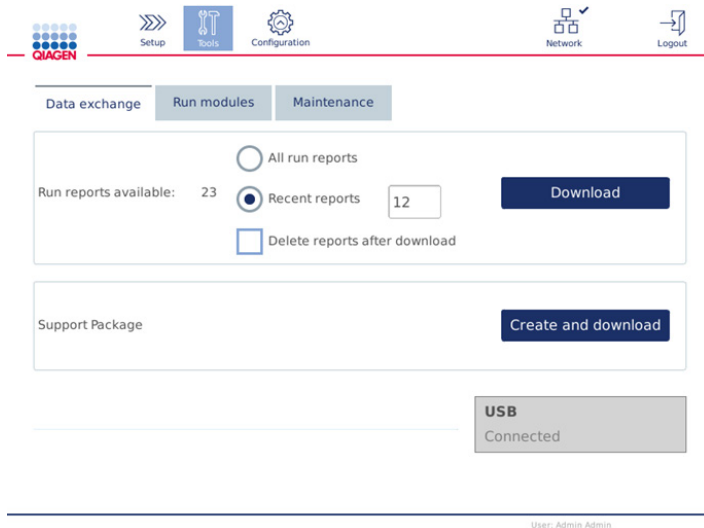 QIAGEN
Setup
Tools
Configuration
Network
Logout
Data exchange
Run modules
Maintenance
All run reports
Run reports available: 23
Recent reports 12
Download
Delete reports after download
Support Package
Create and download
USB
Connected
User: Admin Admin